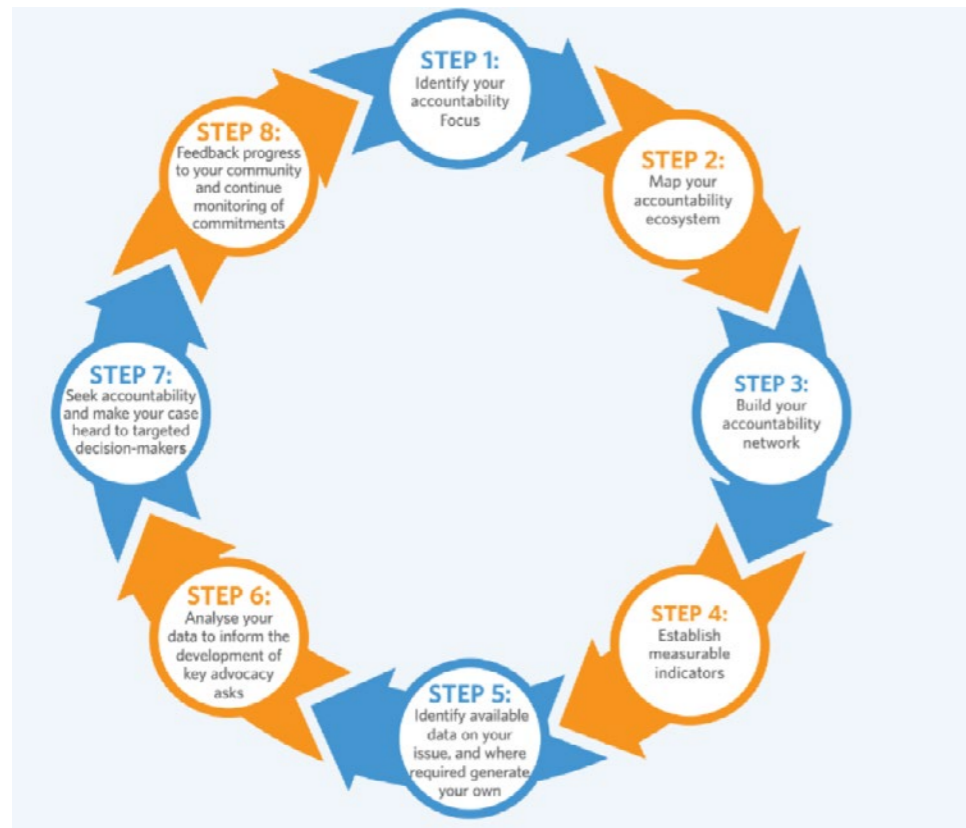 STEP 1:
Identify your
accountability
Focus
STEP 2:
Map your
accountability
ecosystem
STEP 3:
Build your
accountability
network
STEP 4:
Establish
measurable
indicators
STEP 5:
Identify available
data on your
issue, and where
required generate
your own
STEP 6:
Analyse your
data to inform the
development of
key advocacy
asks
STEP 7:
Seek accountability
and make your case
heard to targeted
decision-makers
STEP 8:
Feedback progress
to your community
and continue
monitoring of
commitments